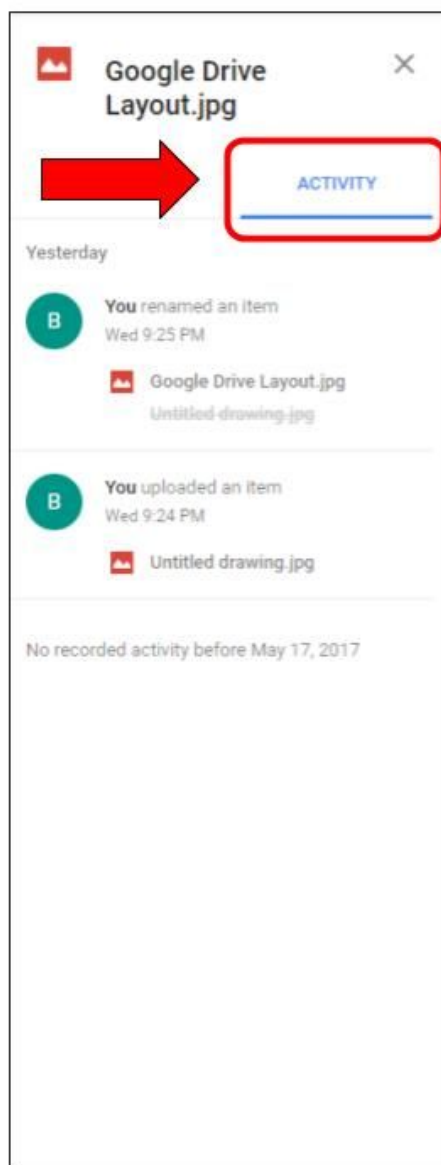 Google Drive
Layout.jpg
ACTIVITY
Yesterday
B
You renamed an item
Wed 9:25 PM
Google Drive Layout.jpg
Untitled drawing.jpg
B
You uploaded an item
Wed 9:24 PM
Untitled drawing.jpg
No recorded activity before May 17, 2017